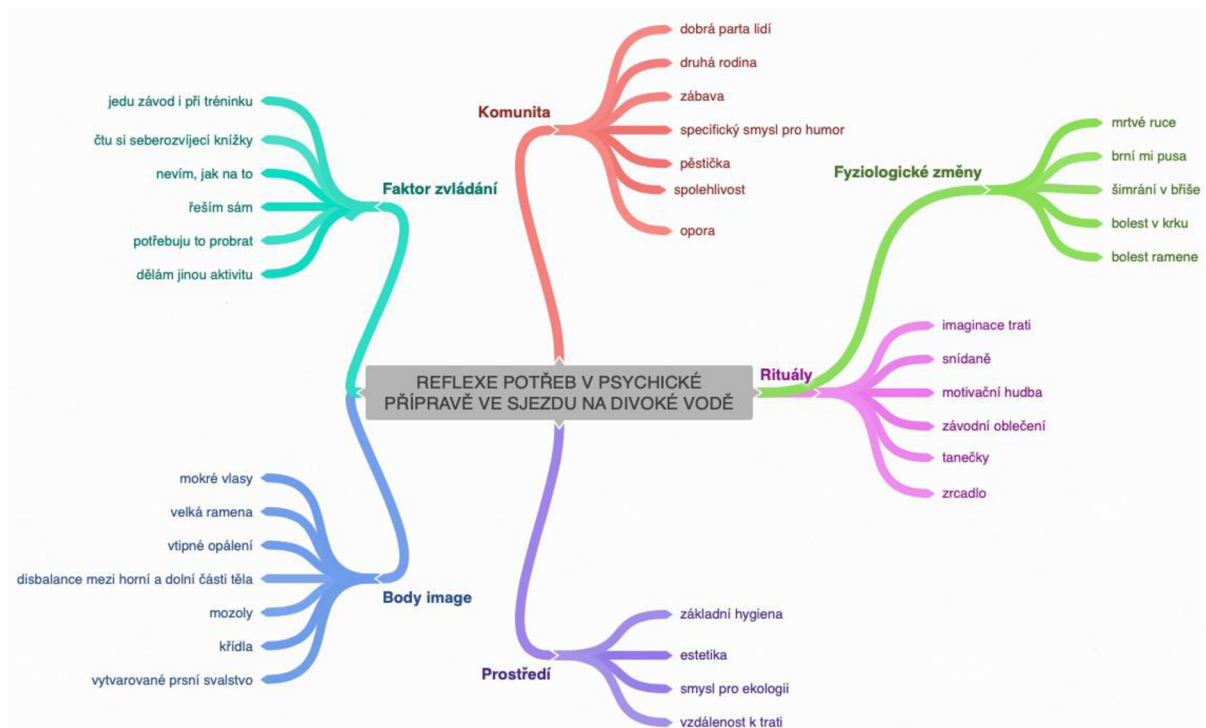 REFLEXE POTŘEB V PSYCHICKÉ
PŘÍPRAVĚ VE SJEZDU NA DIVOKÉ VODĚ
Faktor zvládání
jedu závod i při tréninku
čtu si seberozvíjecí knížky
nevím, jak na to
řeším sám
potřebuju to probrat
dělám jinou aktivitu
Komunita
dobrá parta lidí
druhá rodina
zábava
specifický smysl pro humor
pěstička
spolehlivost
opora
Fyziologické změny
mrtvé ruce
brní mi pusa
šimrání v břiše
bolest v krku
bolest ramene
Rituály
imaginace trati
snídaně
motivační hudba
závodní oblečení
tanečky
zrcadlo
Body image
mokré vlasy
velká ramena
vtipné opálení
disbalance mezi horní a dolní části těla
mozoly
křídla
vytvarované prsní svalstvo
Prostředí
základní hygiena
estetika
smysl pro ekologii
vzdálenost k trati